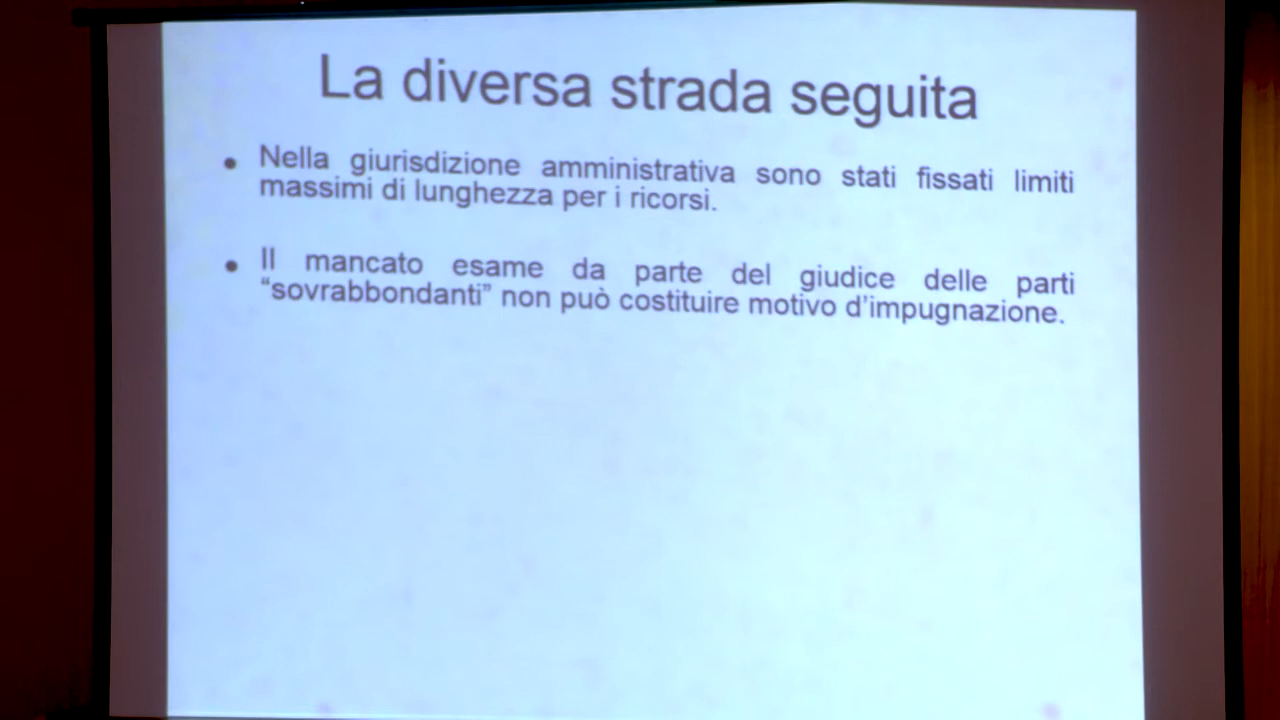 La diversa strada seguita
• Nella giurisdizione amministrativa sono stati fissati limiti
massimi di lunghezza per i ricorsi.
• Il mancato esame da parte del giudice delle parti
“sovrabbondanti” non può costituire motivo d’impugnazione.